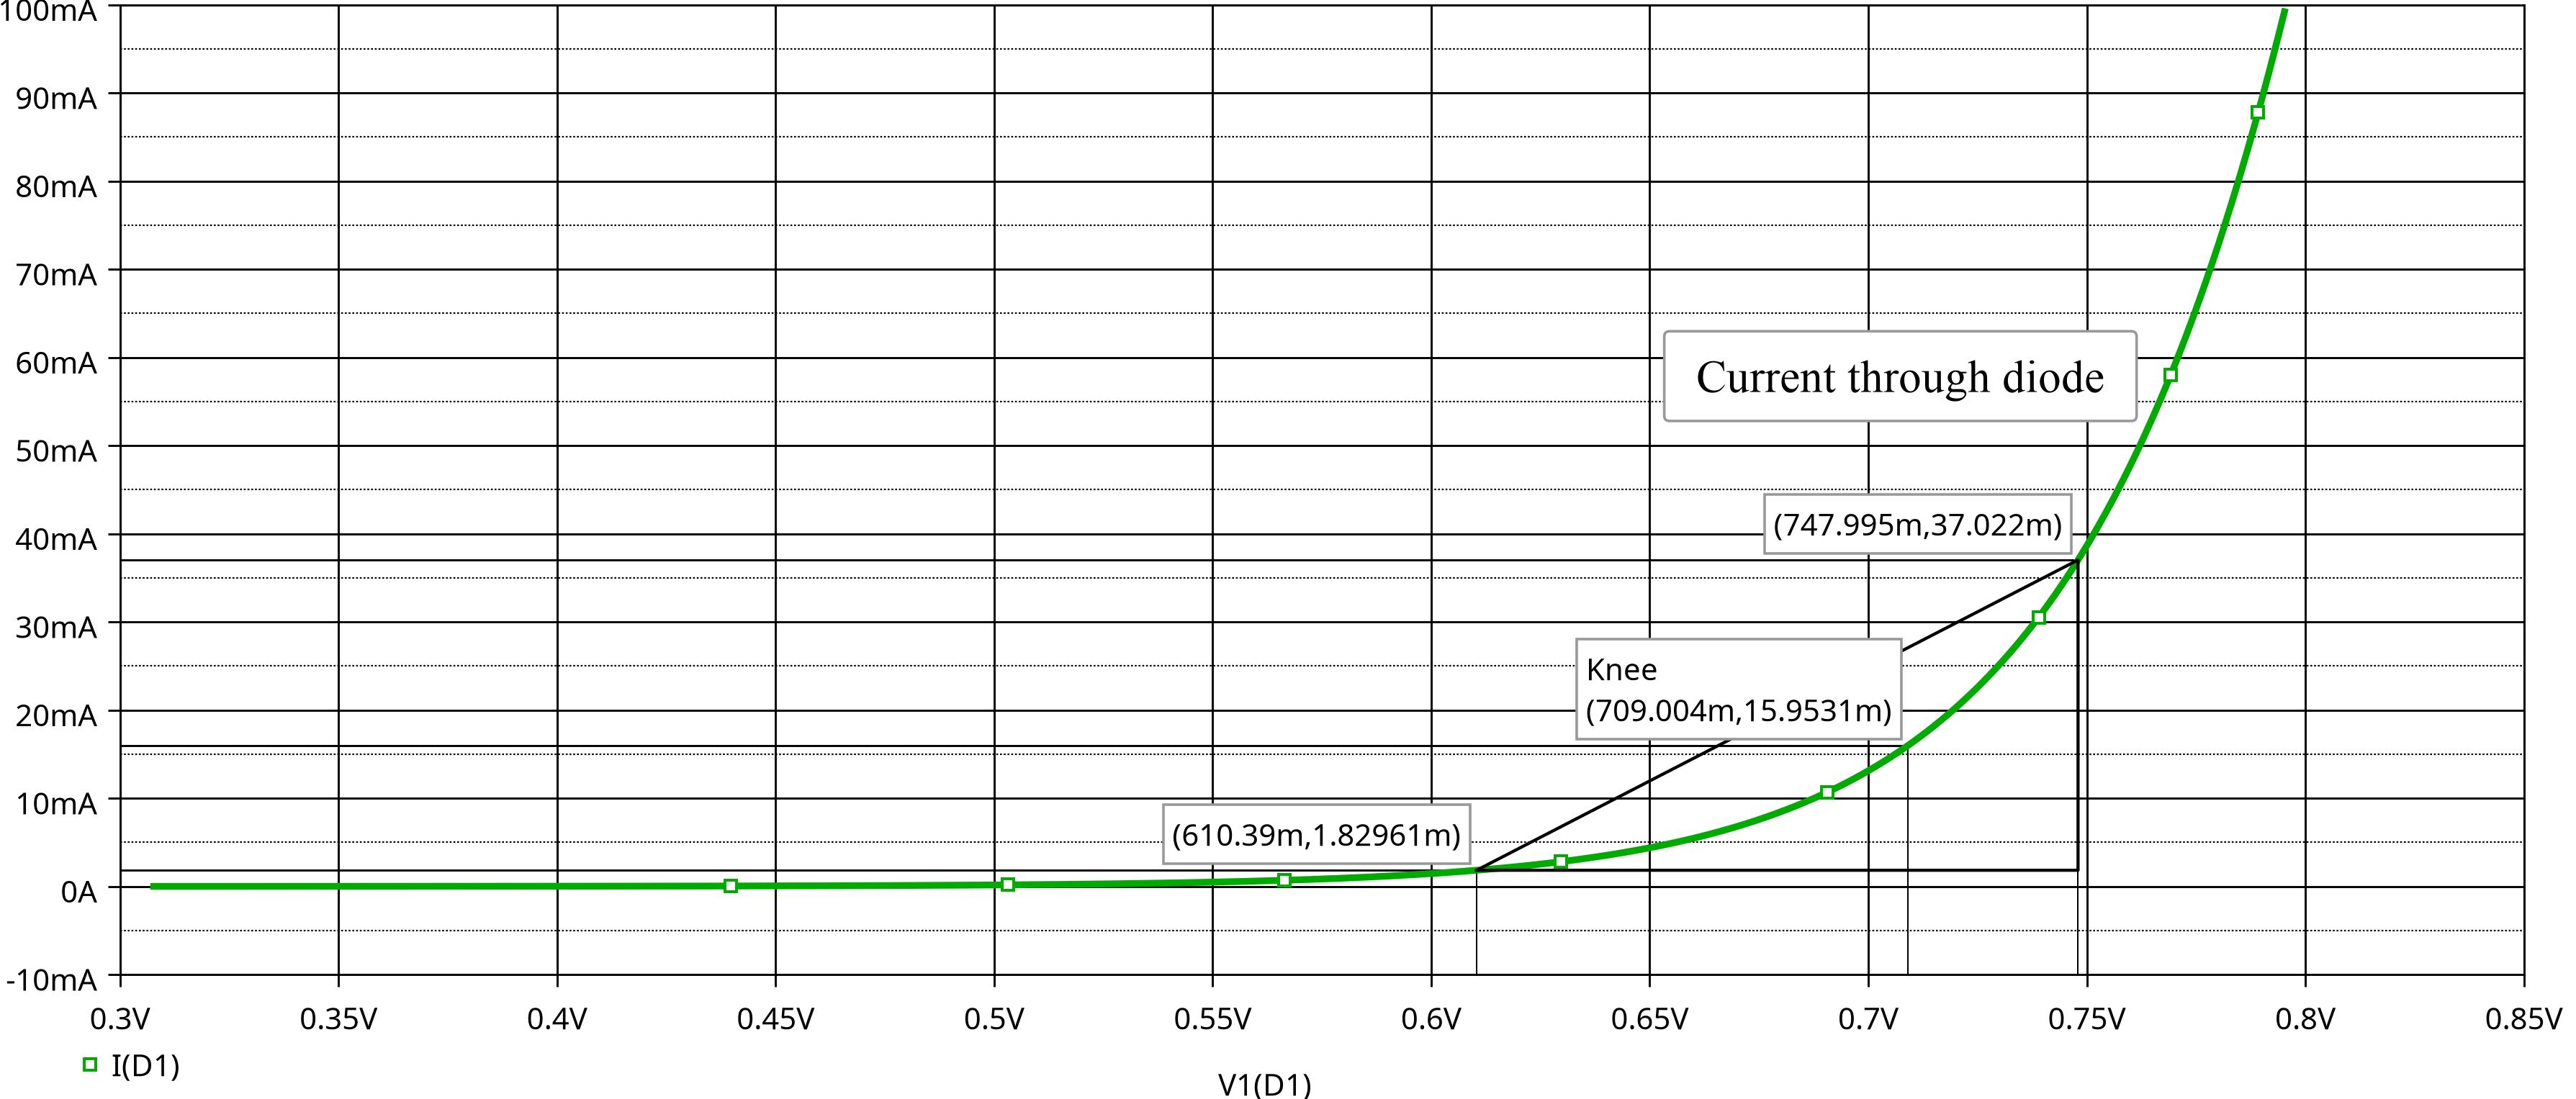 100mA
90mA
80mA
70mA
60mA
Current through diode
50mA
(747.995m,37.022m)
40mA
30mA
Knee
(709.004m,15.9531m)
20mA
10mA
(610.39m,1.82961m)
0A
-10mA
0.3V 0.35V 0.4V 0.45V 0.5V 0.55V 0.6V 0.65V 0.7V 0.75V 0.8V 0.85V
I(D1)
V1(D1)